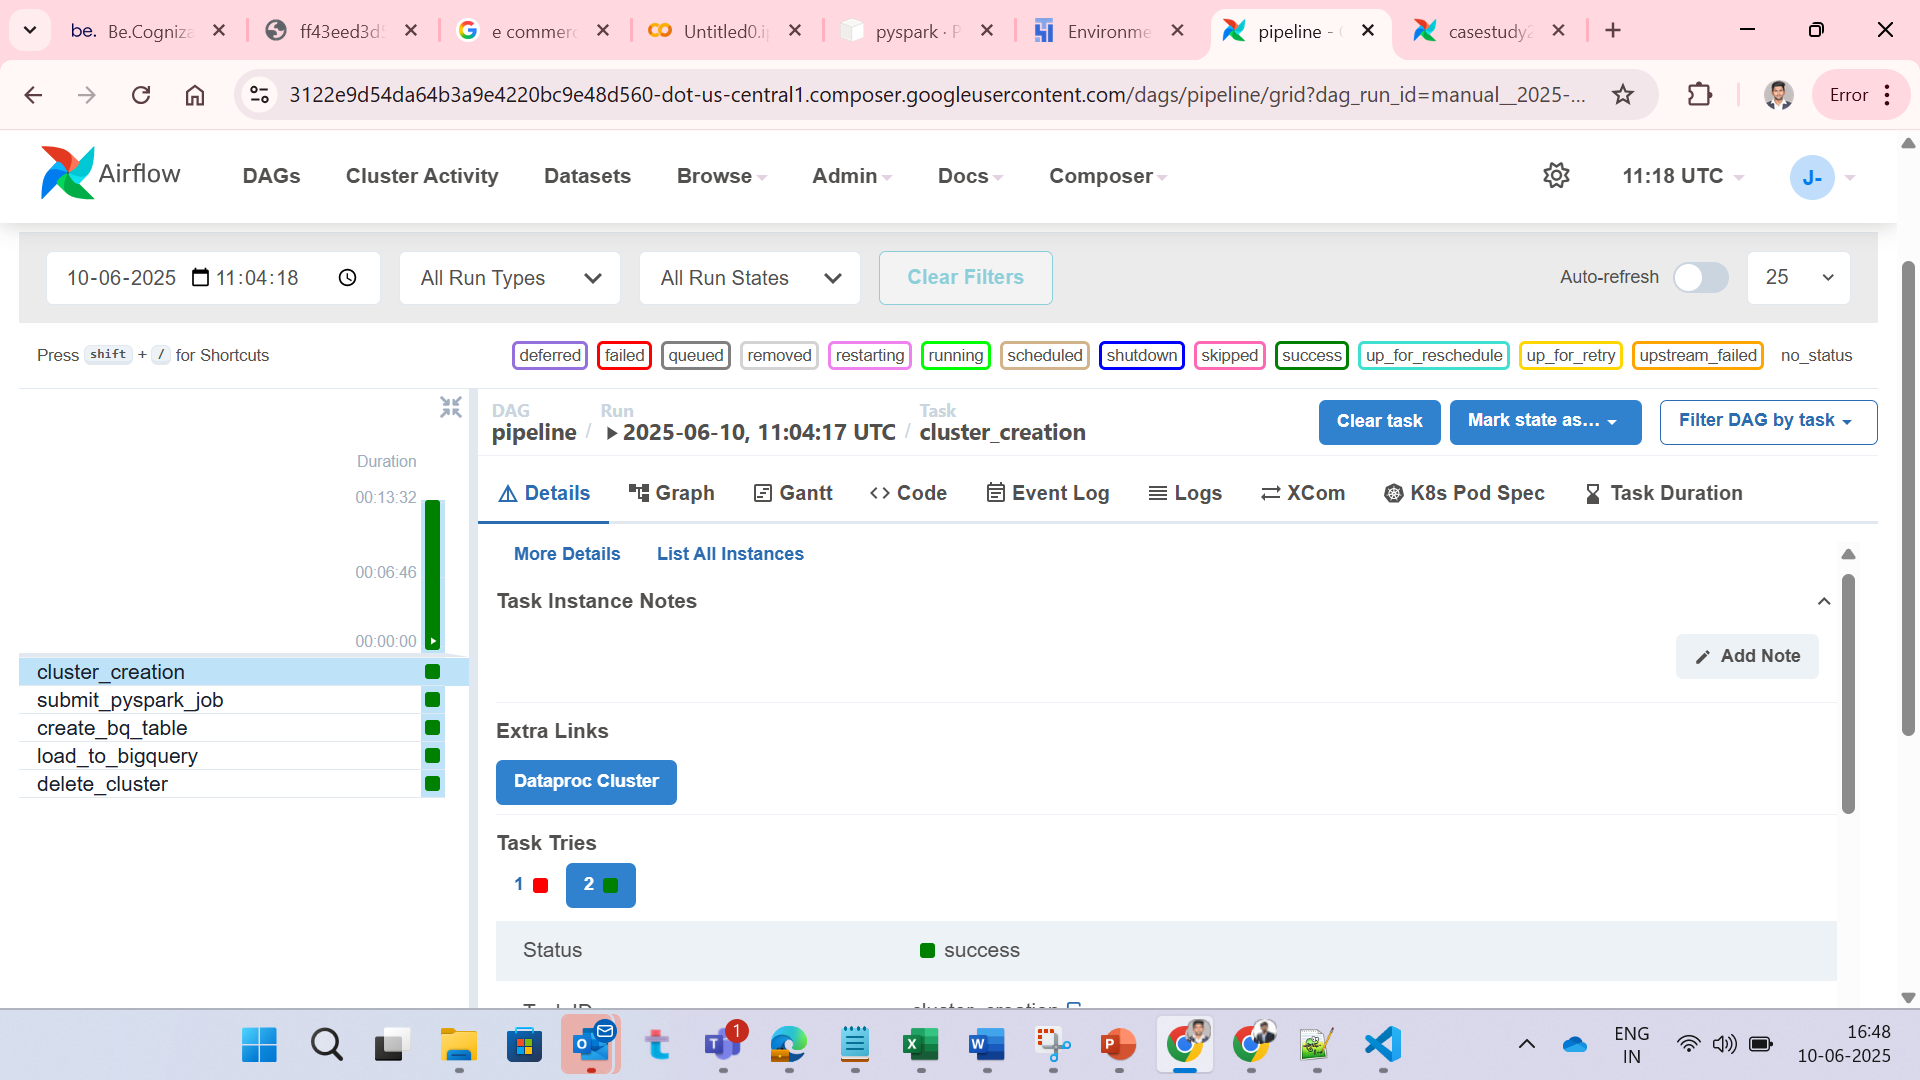 be. Be.Cogniza
ff43eed3d5
e commerc
Untitled0.i
pyspark · P
Environme
pipeline -
casestudy
3122e9d54da64b3a9e4220bc9e48d560-dot-us-central1.composer.googleusercontent.com/dags/pipeline/grid?dag_run_id=manual__2025-...
Error
Airflow
DAGs
Cluster Activity
Datasets
Browse
Admin
Docs
Composer
11:18 UTC
J-
10-06-2025 11:04:18
All Run Types
All Run States
Clear Filters
Auto-refresh
25
Press shift + / for Shortcuts
deferred failed queued removed restarting running scheduled shutdown skipped success up_for_reschedule up_for_retry upstream_failed no_status
DAG
pipeline
/
Run
2025-06-10, 11:04:17 UTC
/
Task
cluster_creation
Clear task
Mark state as...
Filter DAG by task
Duration
00:13:32
00:06:46
00:00:00
cluster_creation
submit_pyspark_job
create_bq_table
load_to_bigquery
delete_cluster
Details
Graph
Gantt
Code
Event Log
Logs
XCom
K8s Pod Spec
Task Duration
More Details
List All Instances
Task Instance Notes
Add Note
Extra Links
Dataproc Cluster
Task Tries
1
2
Status
success
Task ID
cluster_creation
1
ENG
IN
16:48
10-06-2025